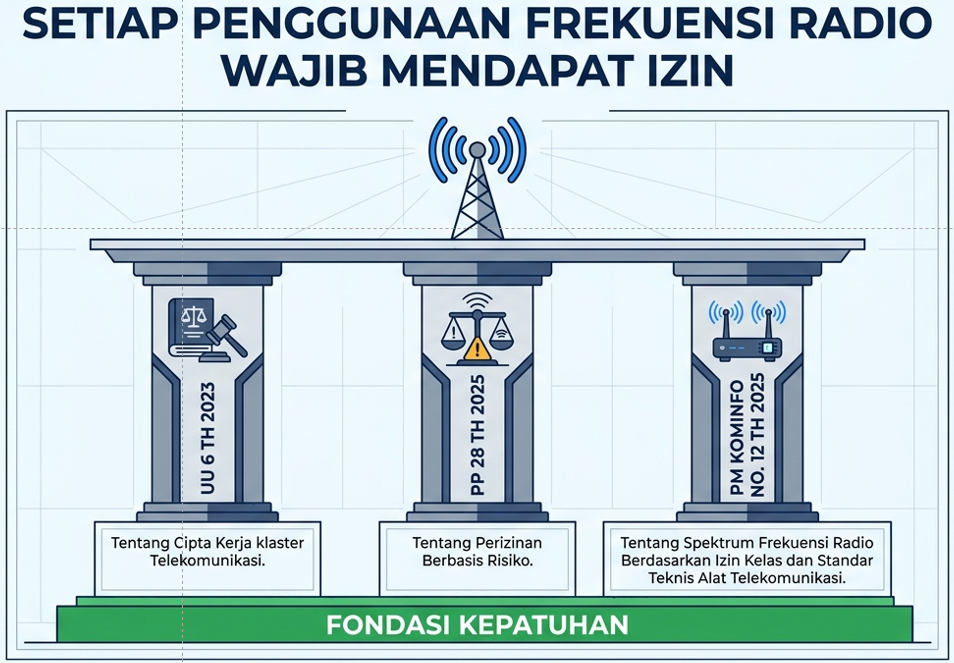 SETIAP PENGGUNAAN FREKUENSI RADIO
WAJIB MENDAPAT IZIN
UU 6 TH 2023
PP 28 TH 2025
PM KOMINFO
NO. 12 TH 2025
Tentang Cipta Kerja klaster
Telekomunikasi.
Tentang Perizinan
Berbasis Risiko.
Tentang Spektrum Frekuensi Radio
Berdasarkan Izin Kelas dan Standar
Teknis Alat Telekomunikasi.
FONDASI KEPATUHAN